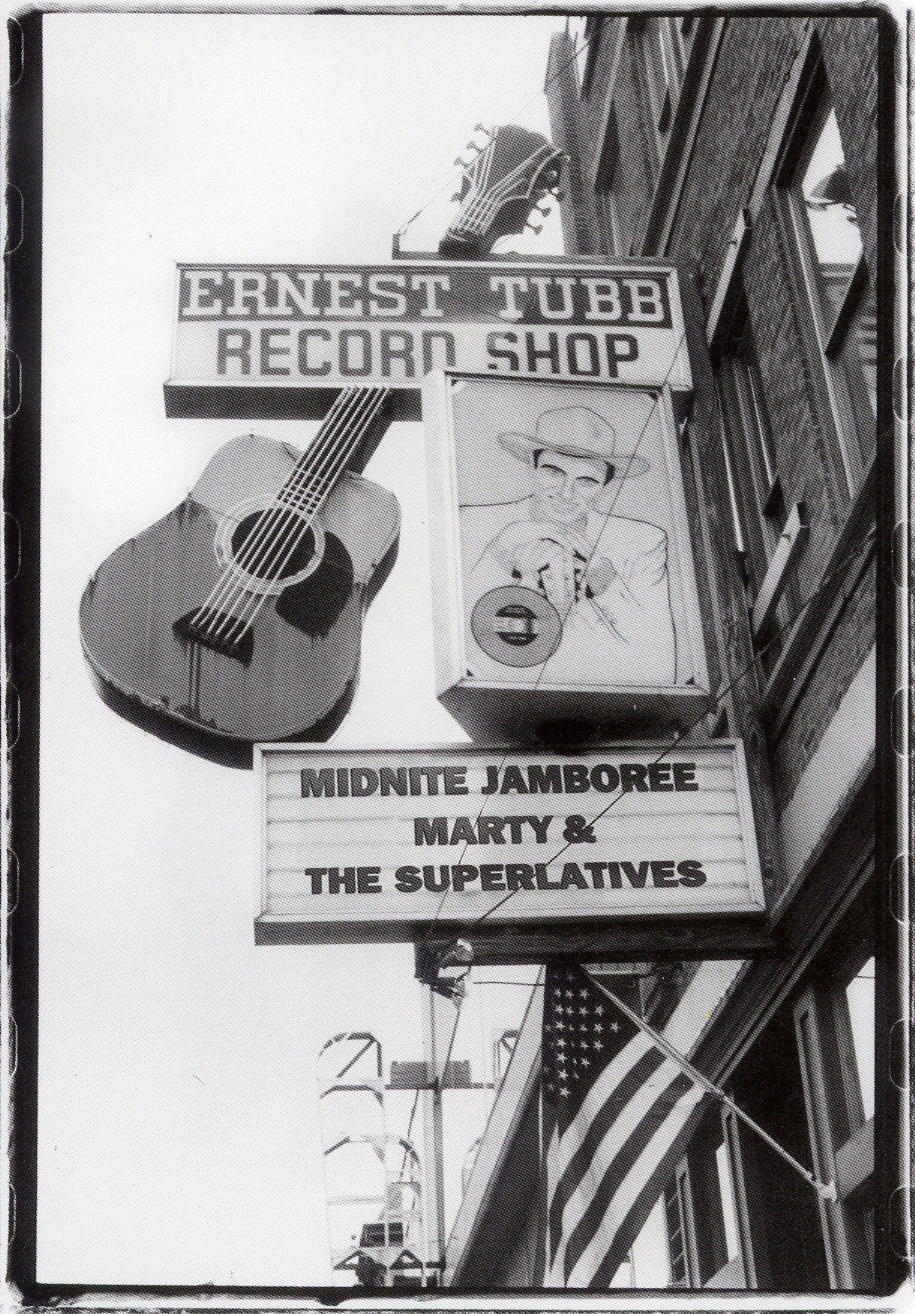 ERNEST TUBB
RECORD SHOP
MIDNITE JAMBOREE
MARTY &
THE SUPERLATIVES